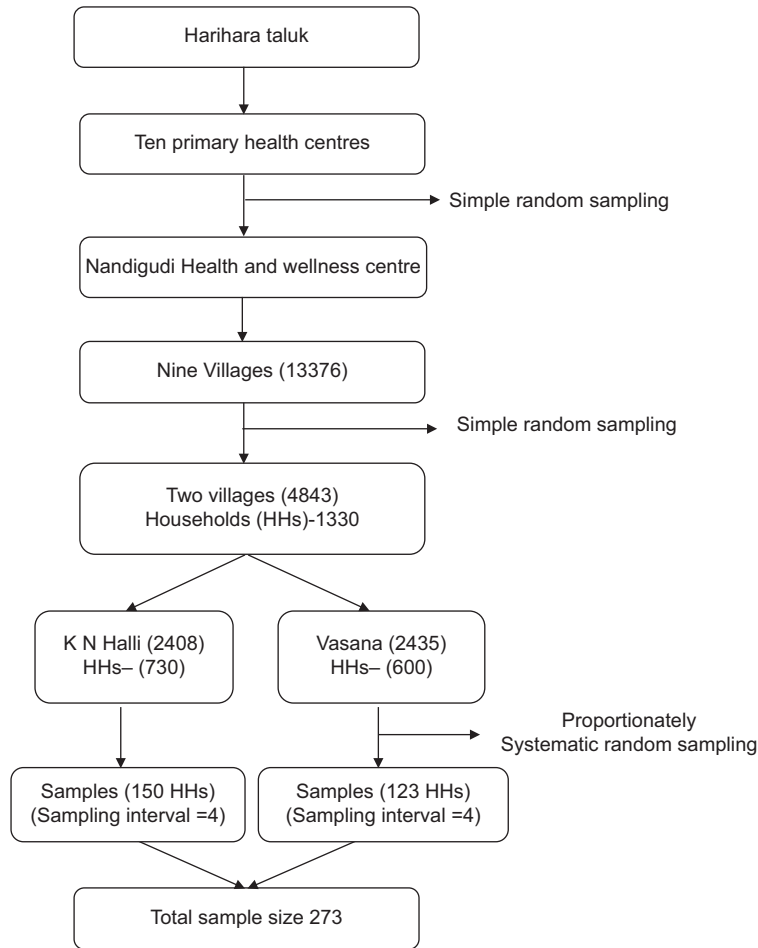 Harihara taluk
Ten primary health centres
Simple random sampling
Nandigudi Health and wellness centre
Nine Villages (13376)
Simple random sampling
Two villages (4843)
Households (HHs)-1330
K N Halli (2408)
HHs– (730)
Vasana (2435)
HHs– (600)
Proportionately
Systematic random sampling
Samples (150 HHs)
(Sampling interval =4)
Samples (123 HHs)
(Sampling interval =4)
Total sample size 273